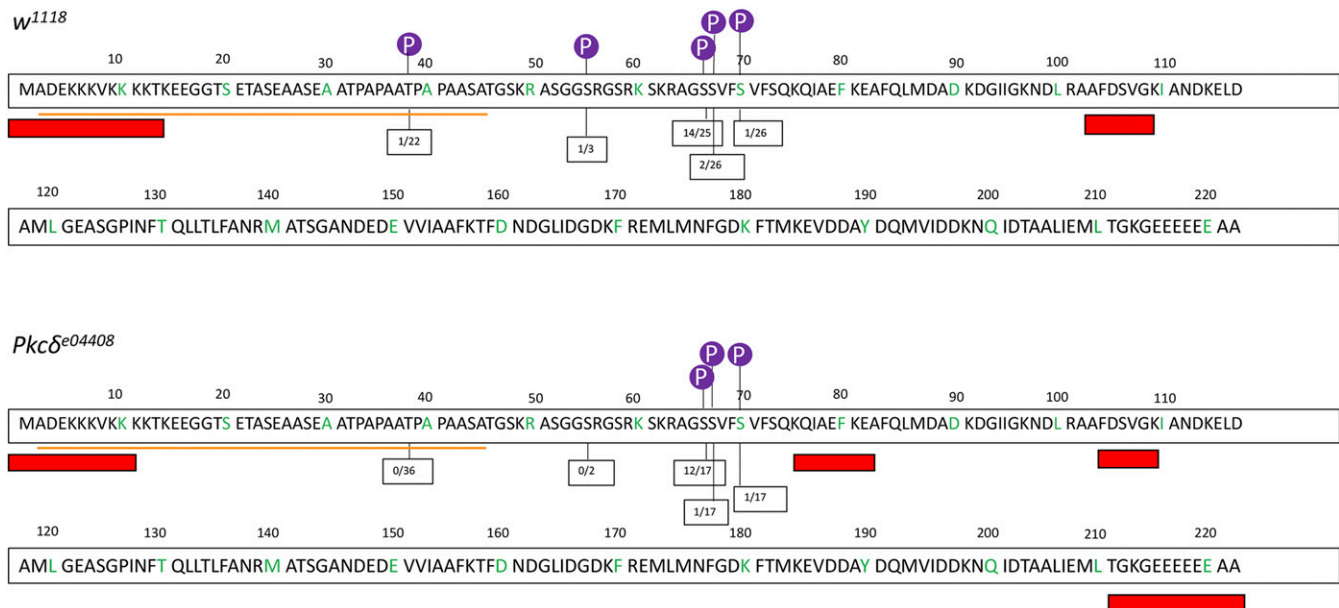 w1118
P P P P P
10 20 30 40 50 60 70 80 90 100 110
MADEKKKVKK KKTKEEGGTS ETASEAASEA ATPAPAATPA PAASATGSKR ASGGSRGSRK SKRAGSSVFS VFSQKQIAEF KEAFQLMDAD KDGIIGKNDL RAAFDSVGKI ANDKELD
1/22 1/3 14/25 1/26
2/26
120 130 140 150 160 170 180 190 200 210 220
AML GEASGPINFT QLLTLFANRM ATSGANDEDE VVIAAFKTFD NDGLIDGDKF REMLMNFGDK FTMKEVDDAY DQMVIDDKNQ IDTAALIEML TGKGEEEEEE AA
Pkcδe04408
P P P
10 20 30 40 50 60 70 80 90 100 110
MADEKKKVKK KKTKEEGGTS ETASEAASEA ATPAPAATPA PAASATGSKR ASGGSRGSRK SKRAGSSVFS VFSQKQIAEF KEAFQLMDAD KDGIIGKNDL RAAFDSVGKI ANDKELD
0/36 0/2 12/17 1/17
1/17
120 130 140 150 160 170 180 190 200 210 220
AML GEASGPINFT QLLTLFANRM ATSGANDEDE VVIAAFKTFD NDGLIDGDKF REMLMNFGDK FTMKEVDDAY DQMVIDDKNQ IDTAALIEML TGKGEEEEEE AA